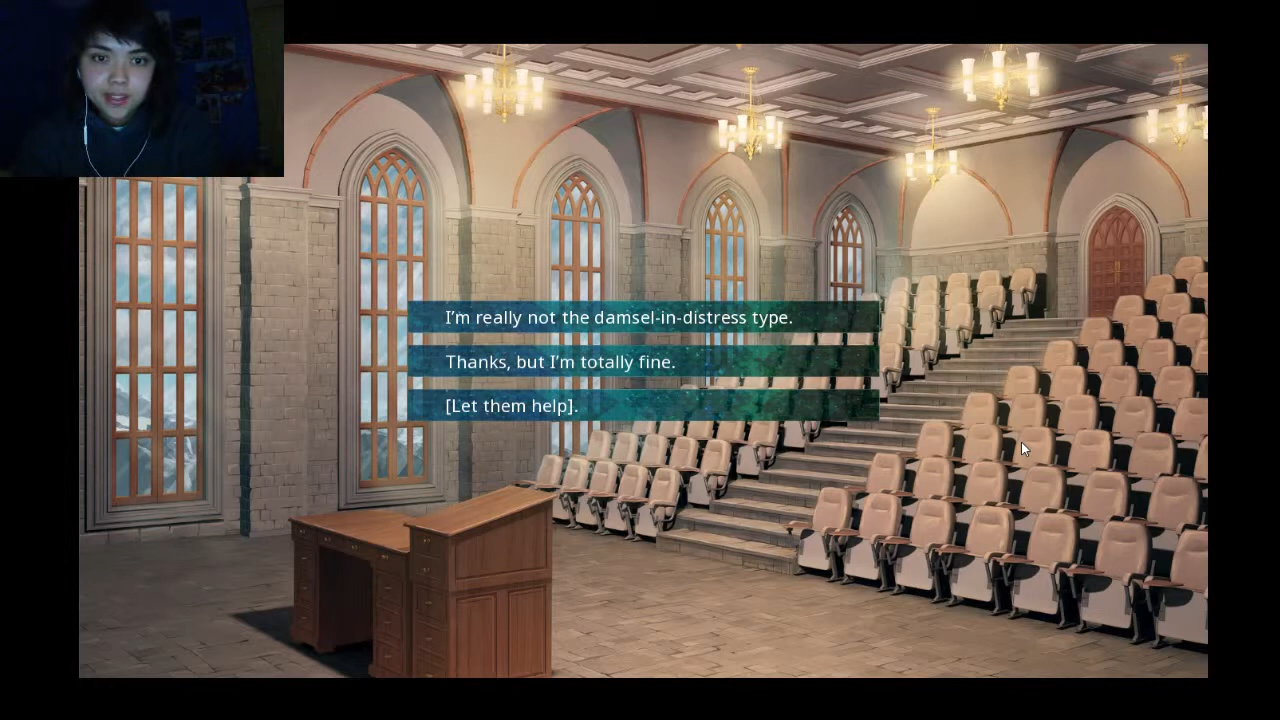 I'm really not the damsel-in-distress type.
Thanks, but I'm totally fine.
[Let them help].